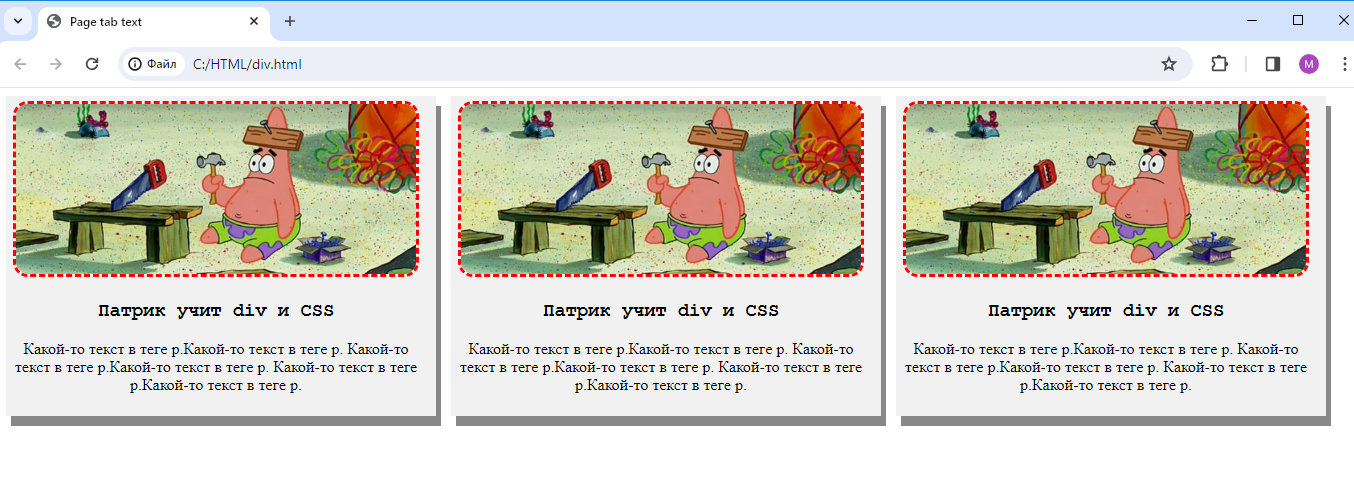 Page tab text
Файл C:/HTML/div.html M
Патрик учит div и CSS
Какой-то текст в теге p.Какой-то текст в теге p. Какой-то
текст в теге p.Какой-то текст в теге p. Какой-то текст в теге
p.Какой-то текст в теге p.
Патрик учит div и CSS
Какой-то текст в теге p.Какой-то текст в теге p. Какой-то
текст в теге p.Какой-то текст в теге p. Какой-то текст в теге
p.Какой-то текст в теге p.
Патрик учит div и CSS
Какой-то текст в теге p.Какой-то текст в теге p. Какой-то
текст в теге p.Какой-то текст в теге p. Какой-то текст в теге
p.Какой-то текст в теге p.